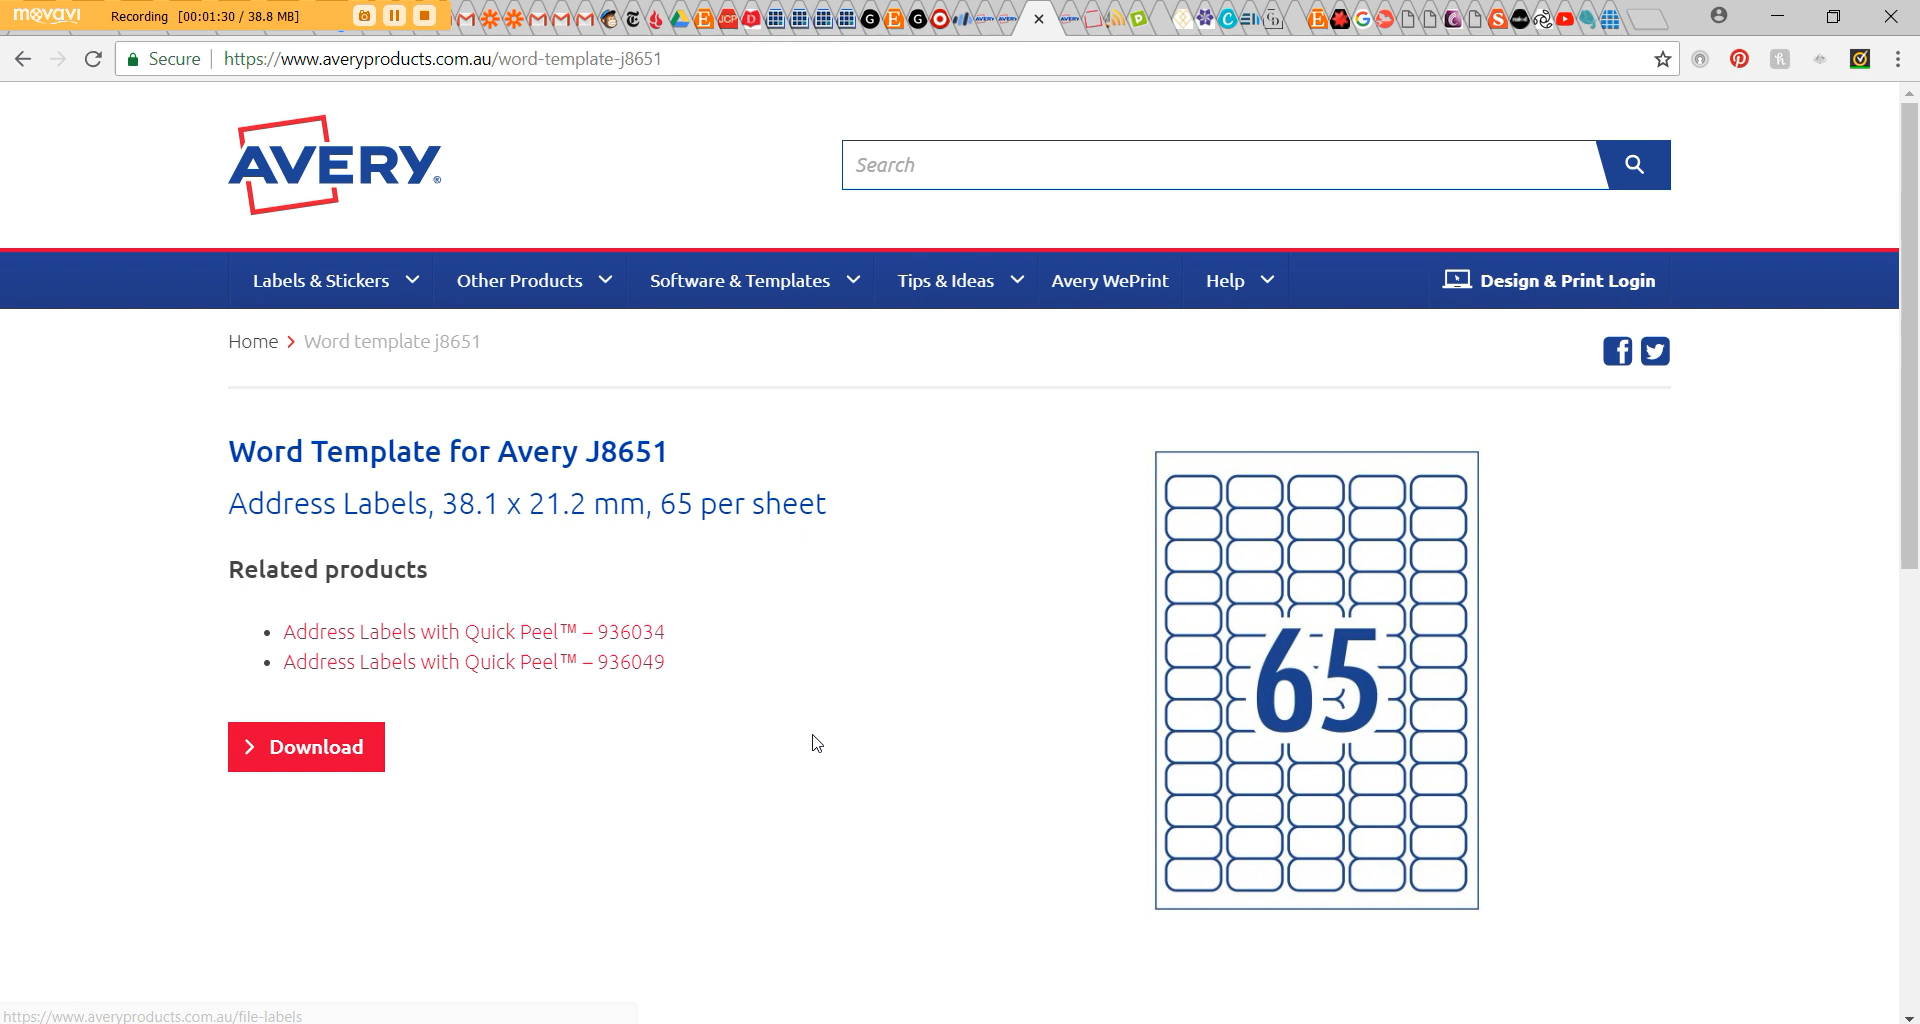 movavi Recording [00:01:30 / 38.8 MB]
Secure https://www.averyproducts.com.au/word-template-j8651
AVERY®
Search
Labels & Stickers Other Products Software & Templates Tips & Ideas Avery WePrint Help Design & Print Login
Home Word template j8651
Word Template for Avery J8651
Address Labels, 38.1 x 21.2 mm, 65 per sheet
Related products
• Address Labels with Quick Peel™ – 936034
• Address Labels with Quick Peel™ – 936049
Download
65
https://www.averyproducts.com.au/file-labels